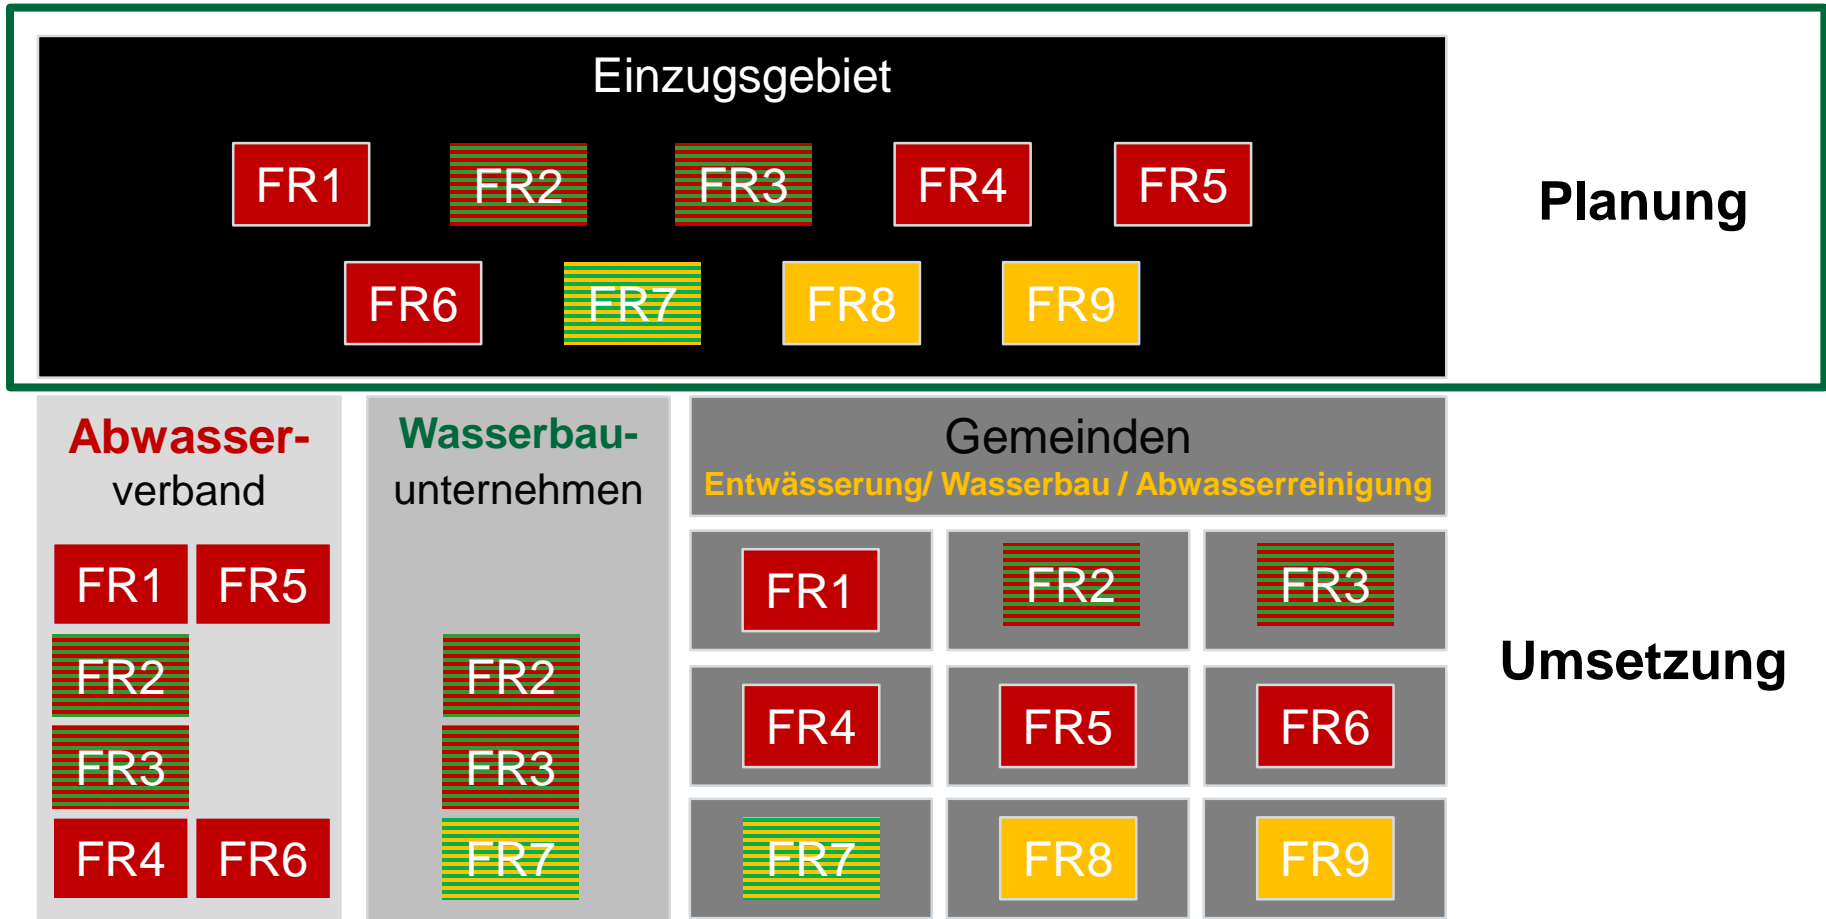 Einzugsgebiet
FR1 FR2 FR3 FR4 FR5
FR6 FR7 FR8 FR9
Planung
Abwasser-
verband
FR1 FR5
FR2
FR3
FR4 FR6
Wasserbau-
unternehmen
FR2
FR3
FR7
Gemeinden
Entwässerung/ Wasserbau / Abwasserreinigung
FR1 FR2 FR3
FR4 FR5 FR6
FR7 FR8 FR9
Umsetzung